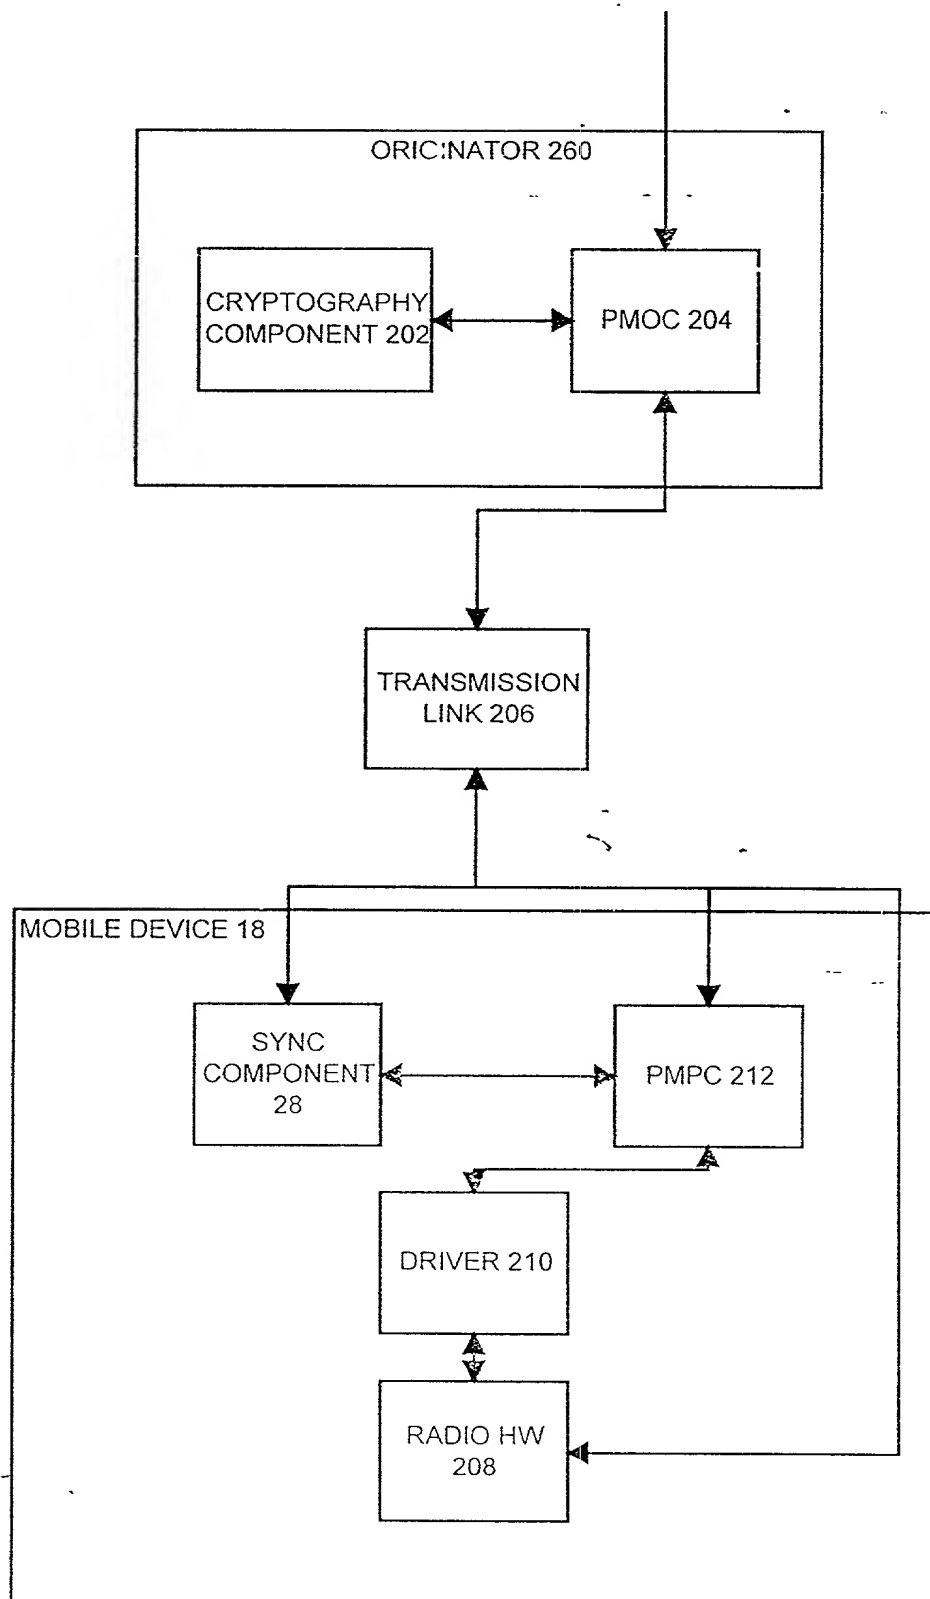 ORIC:NATOR 260
CRYPTOGRAPHY
COMPONENT 202
PMOC 204
TRANSMISSION
LINK 206
MOBILE DEVICE 18
SYNC
COMPONENT
28
PMPC 212
DRIVER 210
RADIO HW
208